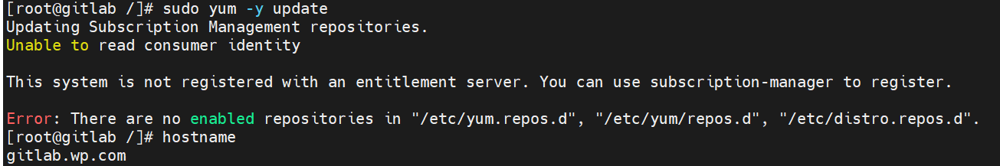 [root@gitlab /]# sudo yum -y update
Updating Subscription Management repositories.
Unable to read consumer identity
This system is not registered with an entitlement server. You can use subscription-manager to register.
Error: There are no enabled repositories in "/etc/yum.repos.d", "/etc/yum/repos.d", "/etc/distro.repos.d".
[root@gitlab /]# hostname
gitlab.wp.com